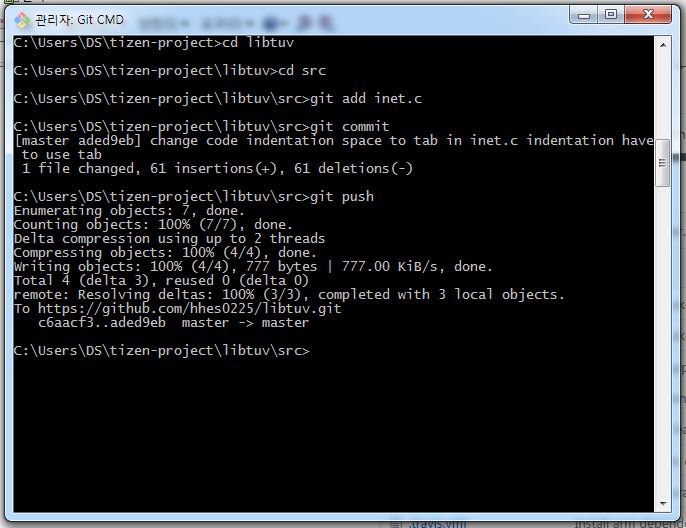 관리자: Git CMD
C:\Users\DS\tizen-project>cd libtuv
C:\Users\DS\tizen-project\libtuv>cd src
C:\Users\DS\tizen-project\libtuv\src>git add inet.c
C:\Users\DS\tizen-project\libtuv\src>git commit
[master aded9eb] change code indentation space to tab in inet.c indentation have
 to use tab
 1 file changed, 61 insertions(+), 61 deletions(-)
C:\Users\DS\tizen-project\libtuv\src>git push
Enumerating objects: 7, done.
Counting objects: 100% (7/7), done.
Delta compression using up to 2 threads
Compressing objects: 100% (4/4), done.
Writing objects: 100% (4/4), 777 bytes | 777.00 KiB/s, done.
Total 4 (delta 3), reused 0 (delta 0)
remote: Resolving deltas: 100% (3/3), completed with 3 local objects.
To https://github.com/hhes0225/libtuv.git
   c6aacf3..aded9eb  master -> master
C:\Users\DS\tizen-project\libtuv\src>
.travis.yml